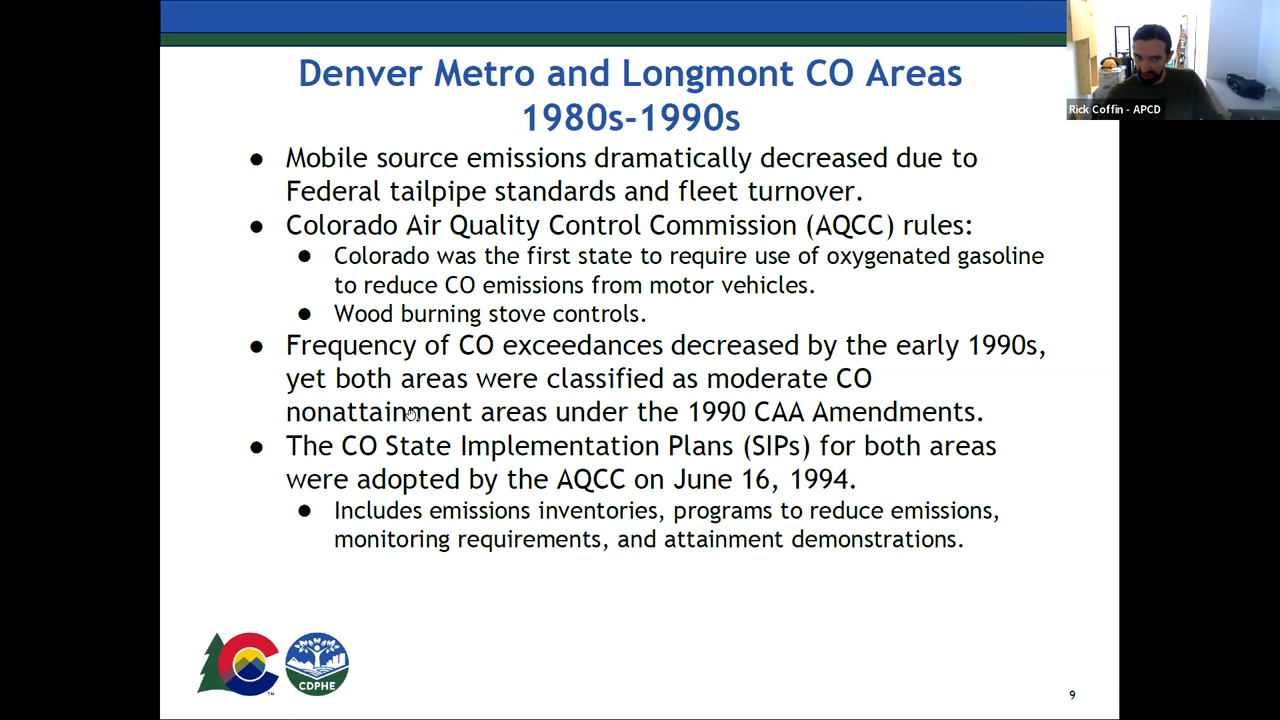 Denver Metro and Longmont CO Areas
1980s-1990s
Rick Coffin - APCD
● Mobile source emissions dramatically decreased due to
Federal tailpipe standards and fleet turnover.
● Colorado Air Quality Control Commission (AQCC) rules:
● Colorado was the first state to require use of oxygenated gasoline
to reduce CO emissions from motor vehicles.
● Wood burning stove controls.
● Frequency of CO exceedances decreased by the early 1990s,
yet both areas were classified as moderate CO
nonattainment areas under the 1990 CAA Amendments.
● The CO State Implementation Plans (SIPs) for both areas
were adopted by the AQCC on June 16, 1994.
● Includes emissions inventories, programs to reduce emissions,
monitoring requirements, and attainment demonstrations.
TM
CDPHE
9